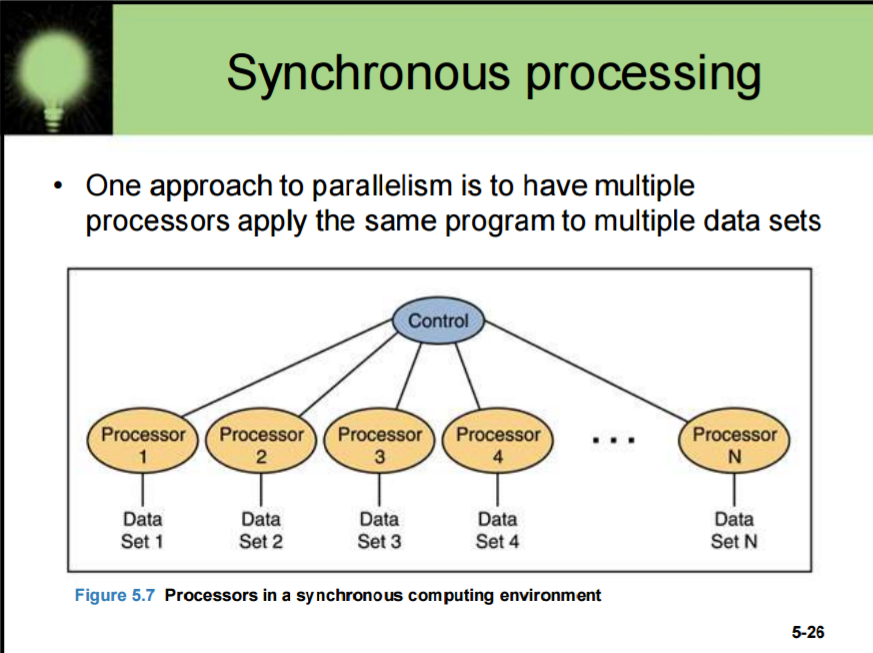 Synchronous processing
• One approach to parallelism is to have multiple
processors apply the same program to multiple data sets
Control
Processor
1
Processor
2
Processor
3
Processor
4
. . .
Processor
N
Data
Set 1
Data
Set 2
Data
Set 3
Data
Set 4
Data
Set N
Figure 5.7 Processors in a synchronous computing environment
5-26